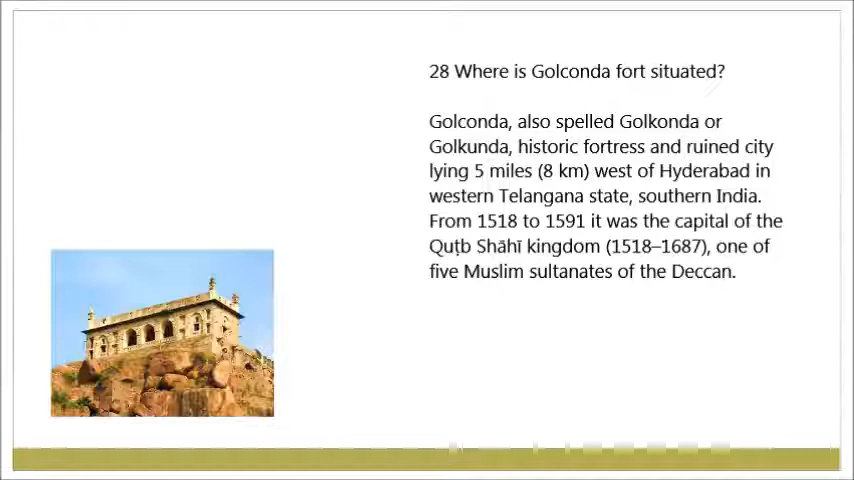 28 Where is Golconda fort situated?
Golconda, also spelled Golkonda or
Golkunda, historic fortress and ruined city
lying 5 miles (8 km) west of Hyderabad in
western Telangana state, southern India.
From 1518 to 1591 it was the capital of the
Quṭb Shāhī kingdom (1518–1687), one of
five Muslim sultanates of the Deccan.